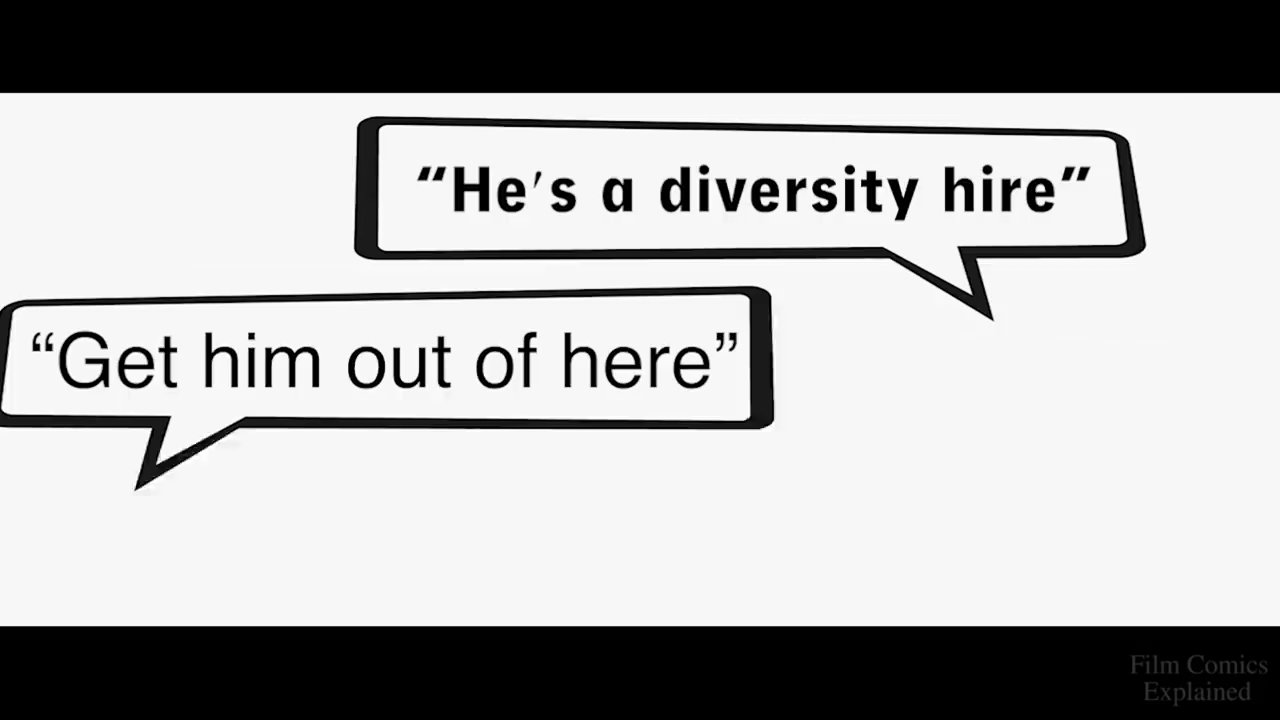 “He's a diversity hire”
“Get him out of here”
Film Comics
Explained